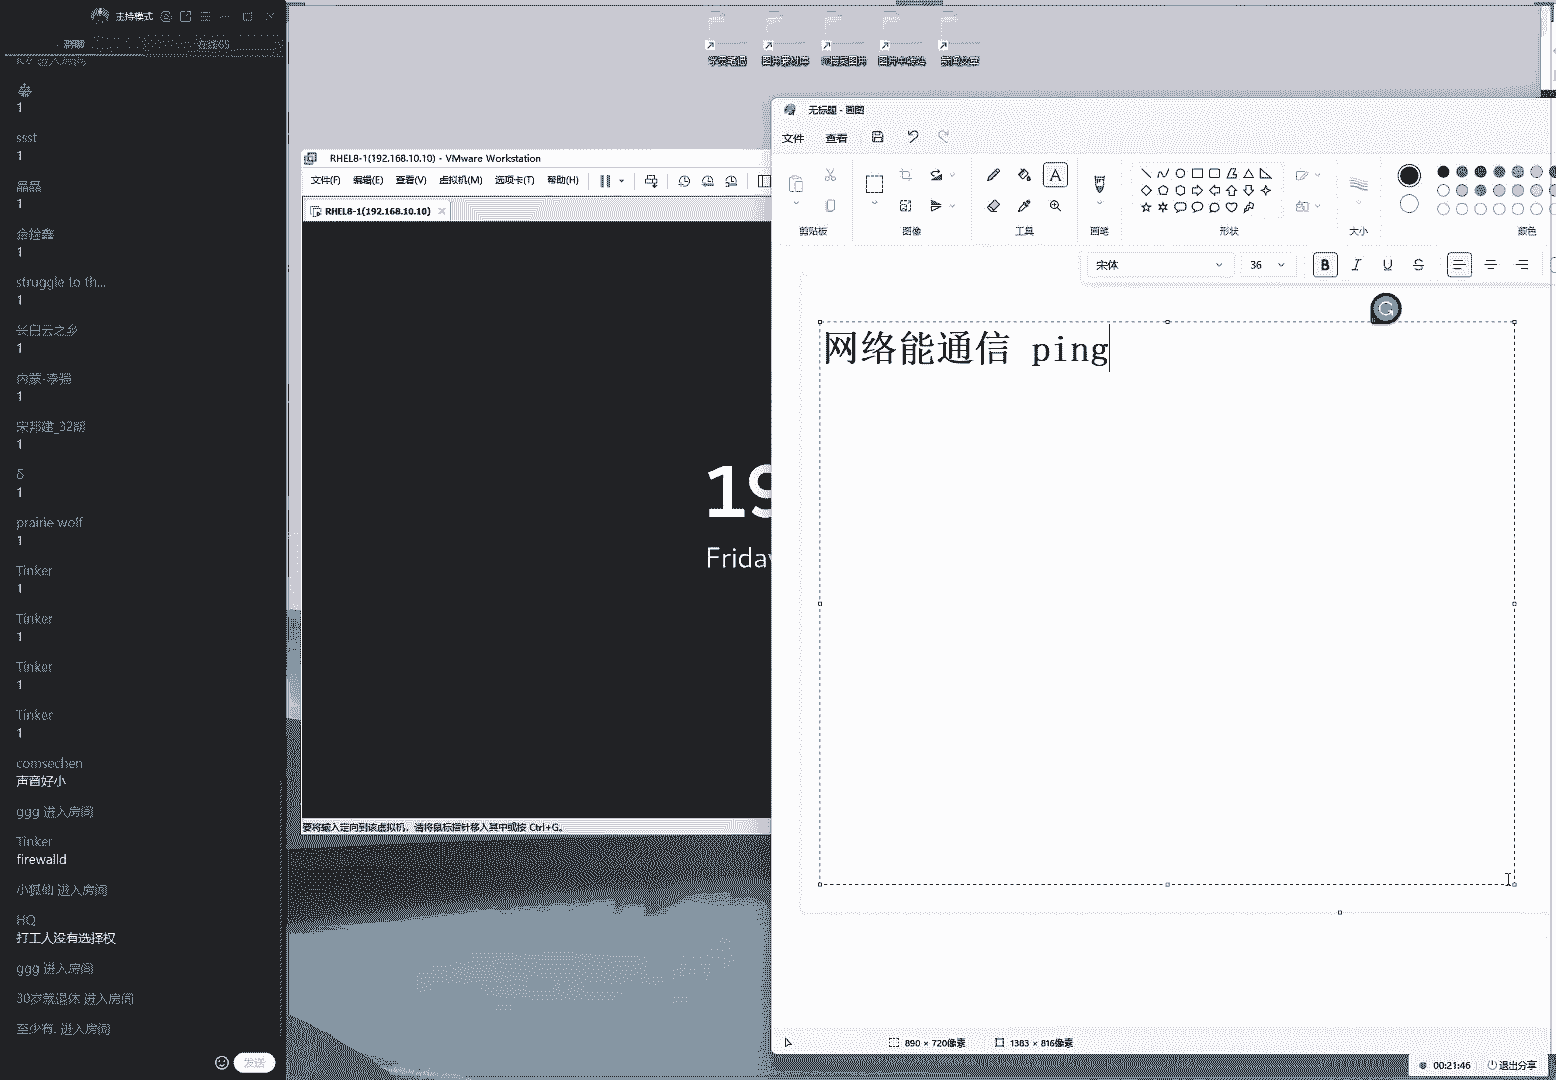 主持模式
在线65
1
ssst
1
晶晶
1
1
struggle to th...
1
长白云之乡
1
内蒙-李强
1
宋邦建_32期
1
δ
1
prairie wolf
1
Tinker
1
Tinker
1
Tinker
1
Tinker
1
comsechen
声音好小
ggg 进入房间
Tinker
firewalld
小狐仙 进入房间
HQ
打工人没有选择权
ggg 进入房间
30岁就退休 进入房间
至少有. 进入房间
发送
RHEL8-1(192.168.10.10) - VMware Workstation
文件(F) 编辑(E) 查看(V) 虚拟机(M) 选项卡(T) 帮助(H)
RHEL8-1(192.168.10.10)
19
Friday
要将输入定向到该虚拟机，请将鼠标指针移入其中或按 Ctrl+G。
无标题 - 画图
文件 查看
剪贴板 图像 工具 画笔 形状 大小 颜色
宋体 36 B I U S
网络能通信 ping
890 × 720像素 1383 × 816像素
00:21:46 退出分享